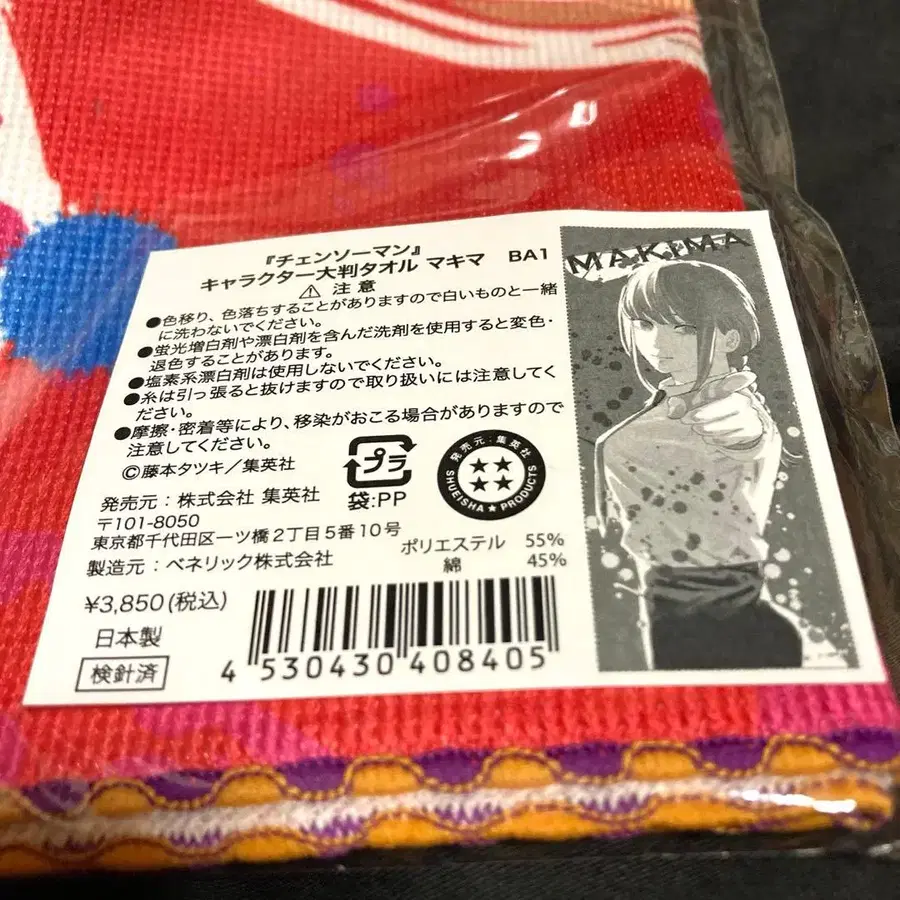 『チェンソーマン』
キャラクター大判タオル マキマ BA1
⚠ 注意
●色移り、色落ちすることがありますので白いものと一緒
に洗わないでください。
●蛍光増白剤や漂白剤を含んだ洗剤を使用すると変色・
退色することがあります。
●塩素系漂白剤は使用しないでください。
●糸は引っ張ると抜けますので取り扱いには注意してく
ださい。
●摩擦・密着等により、移染がおこる場合がありますので
注意してください。
©藤本タツキ／集英社
プラ
袋:PP
発売元：集英社
SHUEISHA ★ PRODUCTS
発売元：株式会社 集英社
〒101-8050
東京都千代田区一ツ橋2丁目5番10号
製造元：ベネリック株式会社
ポリエステル 55%
綿 45%
¥3,850(税込)
日本製
検針済
4 530430 408405
MAKIMA